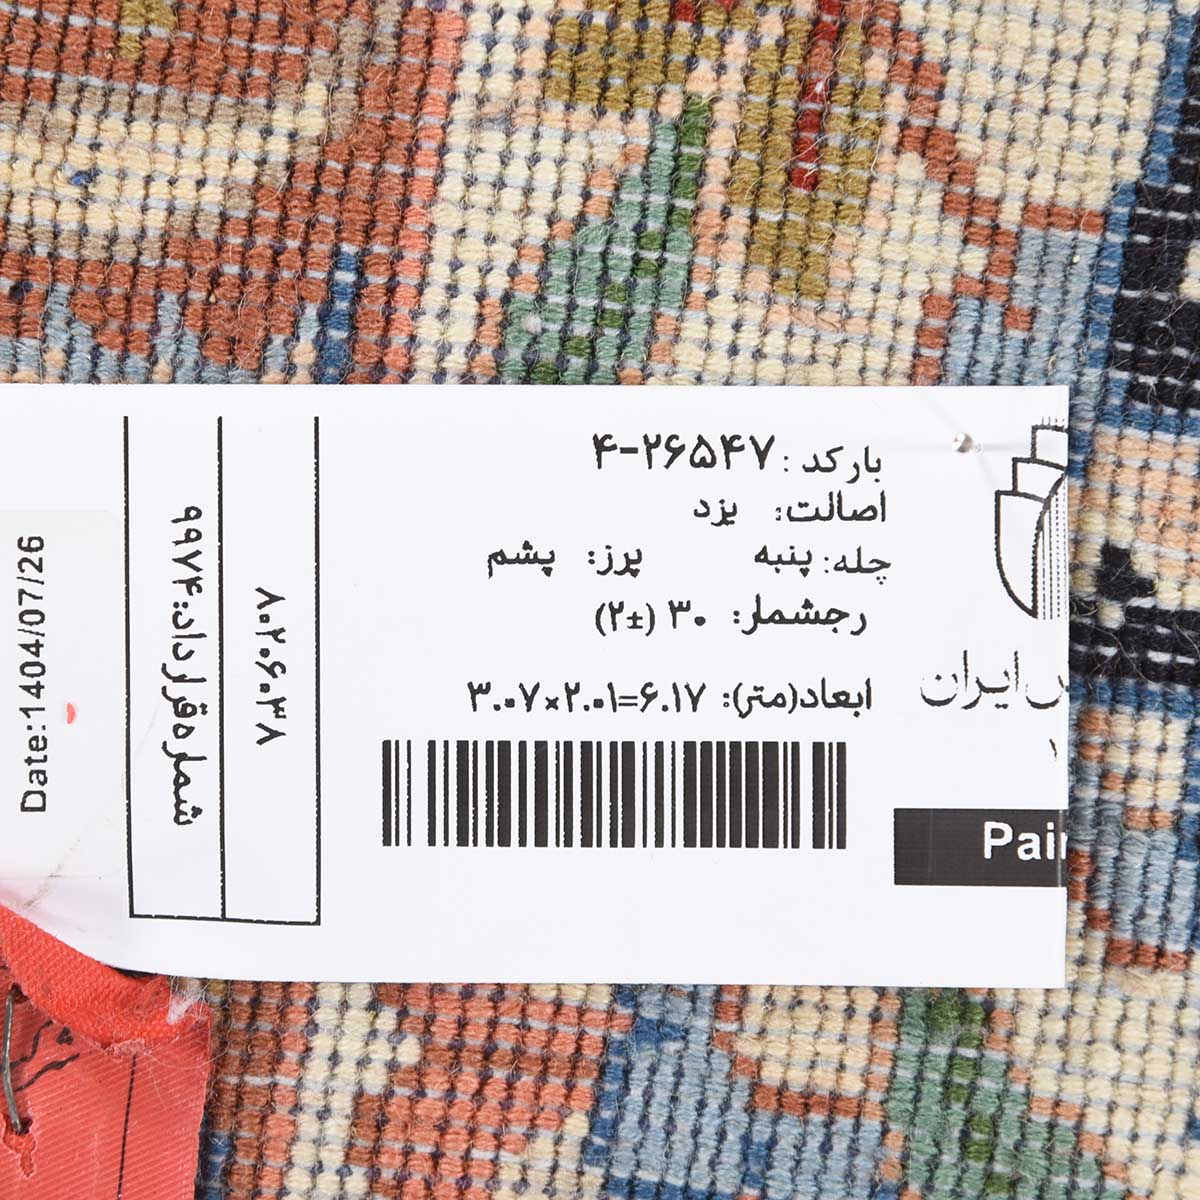 بارکد: ۴-۲۶۵۴۷
اصالت: یزد
چله: پنبه پرز: پشم
رجشمار: ۳۰ (±۲)
ابعاد(متر): ۳.۰۷×۲.۰۱=۶.۱۷
ایران
Pai
۸۰۲۰۶۰۳۸
شماره قرارداد: ۹۹۷۴
Date:1404/07/26